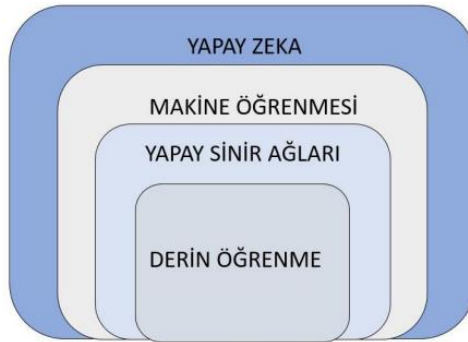 YAPAY ZEKA
MAKİNE ÖĞRENMESİ
YAPAY SİNİR AĞLARI
DERİN ÖĞRENME